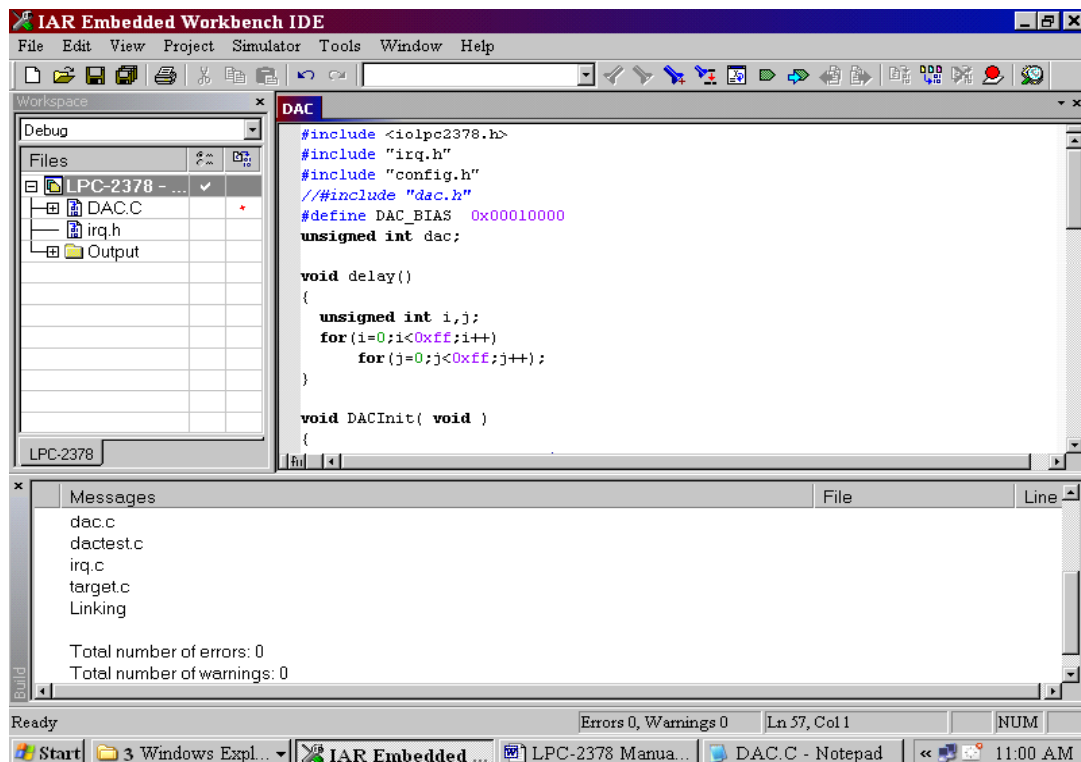 IAR Embedded Workbench IDE
File Edit View Project Simulator Tools Window Help
Workspace
Debug
Files
LPC-2378 - ...
DAC.C
irq.h
Output
LPC-2378
DAC
#include <iolpc2378.h>
#include "irq.h"
#include "config.h"
//#include "dac.h"
#define DAC_BIAS 0x00010000
unsigned int dac;
void delay()
{
unsigned int i,j;
for(i=0;i<0xff;i++)
for(j=0;j<0xff;j++);
}
void DACInit( void )
{
Messages File Line
dac.c
dactest.c
irq.c
target.c
Linking
Total number of errors: 0
Total number of warnings: 0
Build
Ready Errors 0, Warnings 0 Ln 57, Col 1 NUM
Start 3 Windows Expl... IAR Embedded ... LPC-2378 Manua... DAC.C - Notepad « 11:00 AM